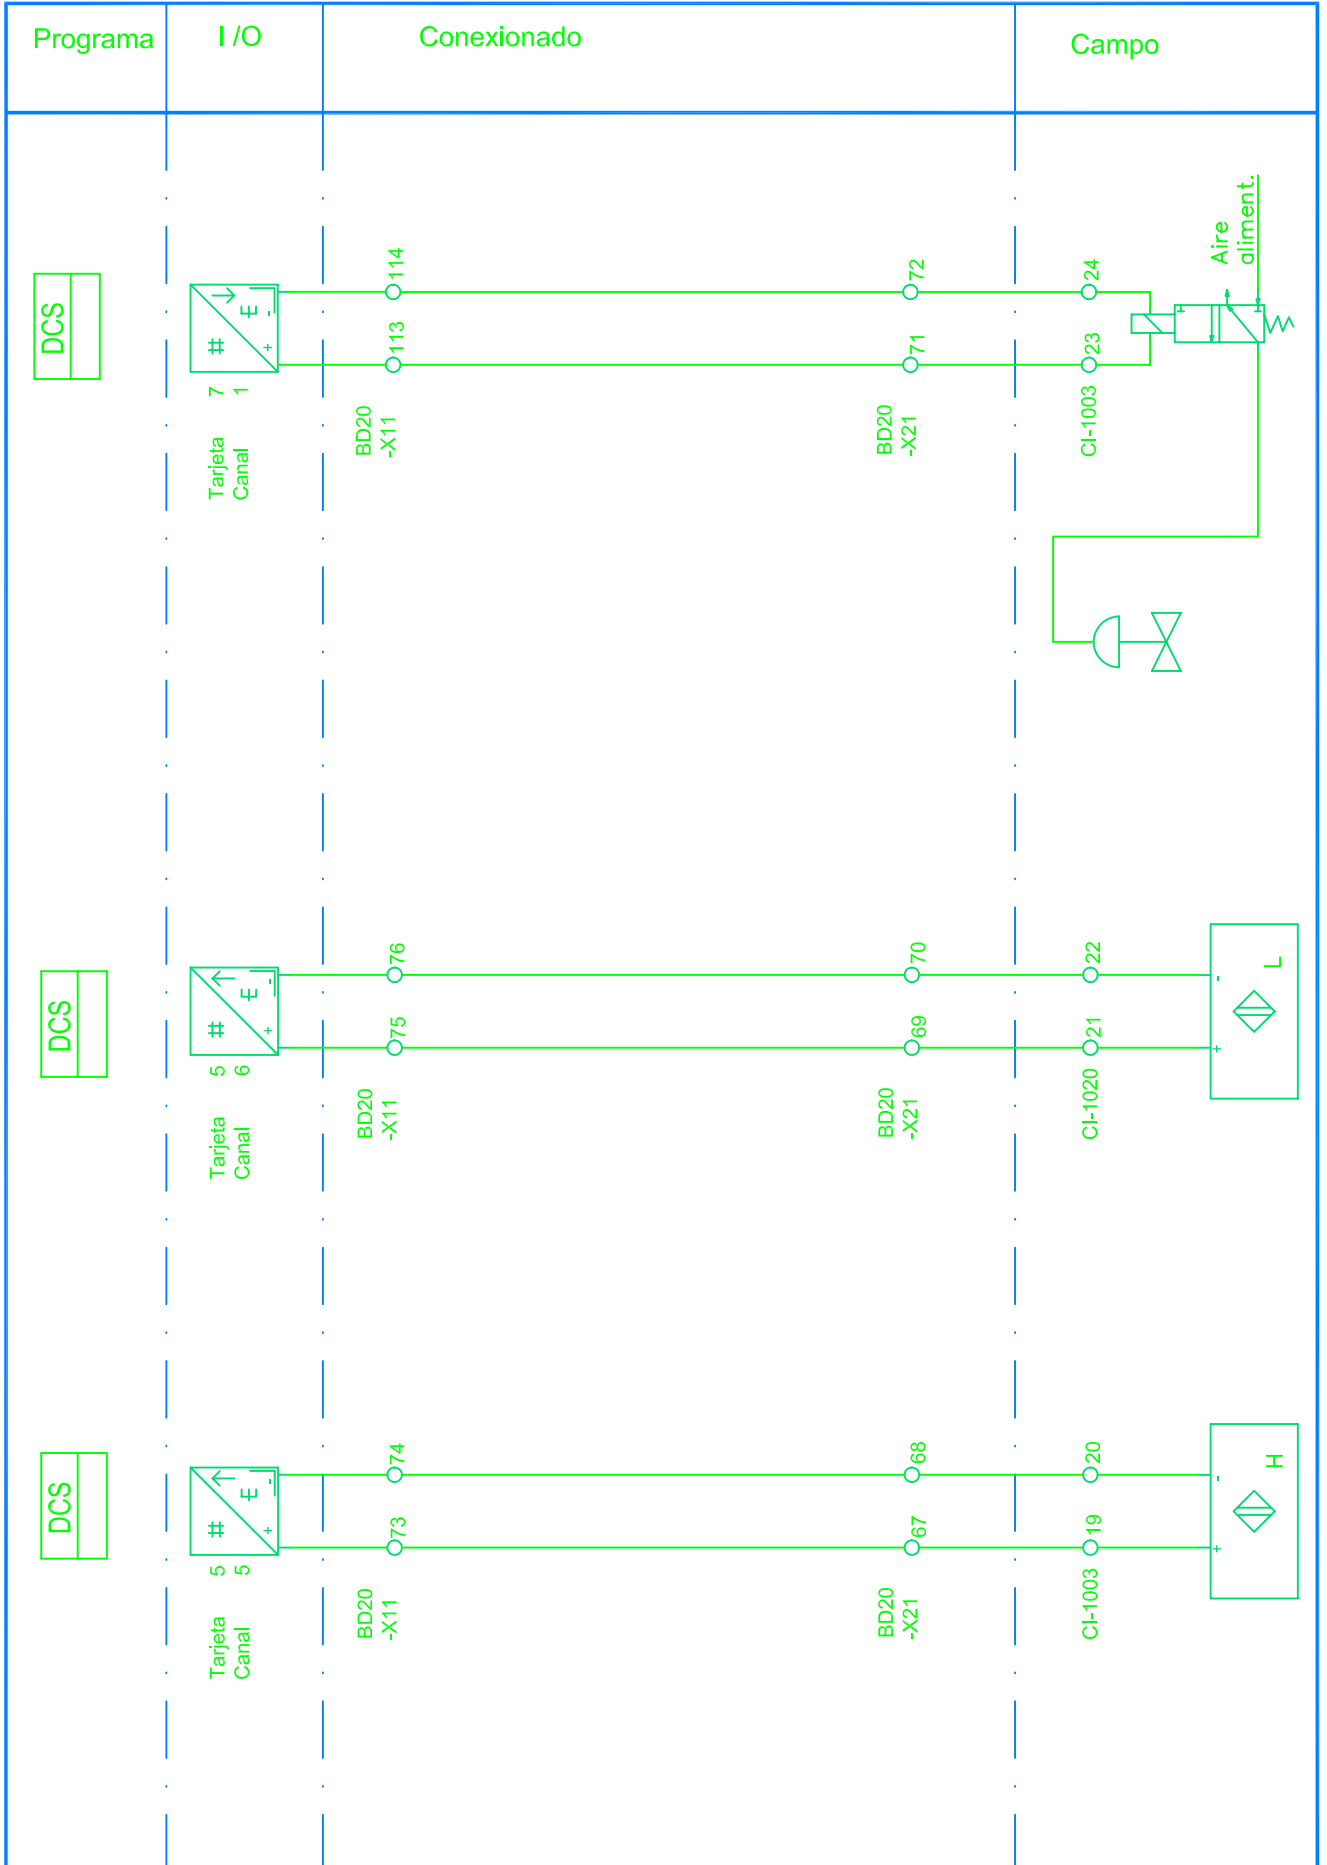 Programa
I /O
Conexionado
Campo
DCS
#
E
-
+
7
1
Tarjeta
Canal
114
113
BD20
-X11
72
71
BD20
-X21
24
23
CI-1003
Aire
aliment.
DCS
#
E
-
+
5
6
Tarjeta
Canal
76
75
BD20
-X11
70
69
BD20
-X21
22
21
CI-1020
-
+
L
DCS
#
E
-
+
5
5
Tarjeta
Canal
74
73
BD20
-X11
68
67
BD20
-X21
20
19
CI-1003
-
+
H